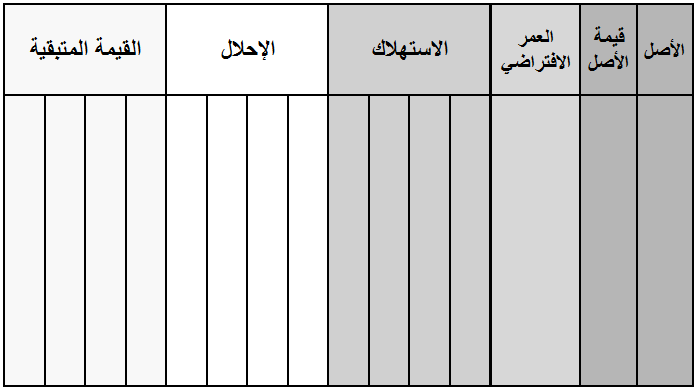 الأصل
قيمة
الأصل
العمر
الافتراضي
الاستهلاك
الإحلال
القيمة المتبقية